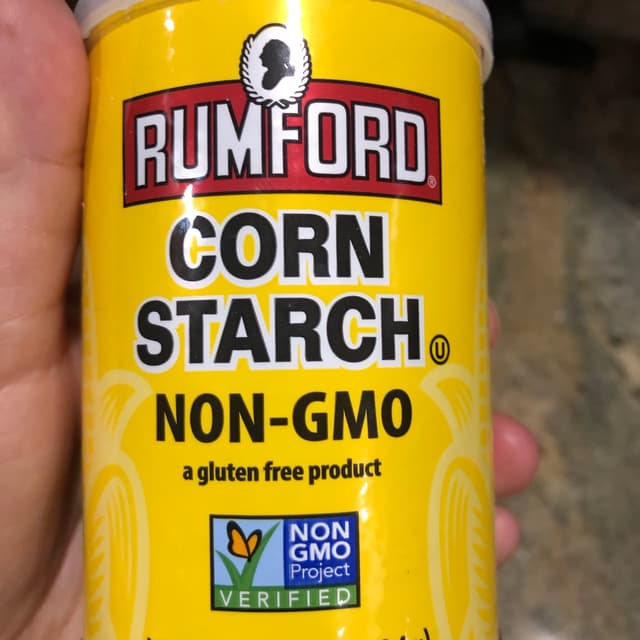 RUMFORD®
CORN
STARCH Ⓤ
NON-GMO
a gluten free product
NON
GMO
Project
VERIFIED